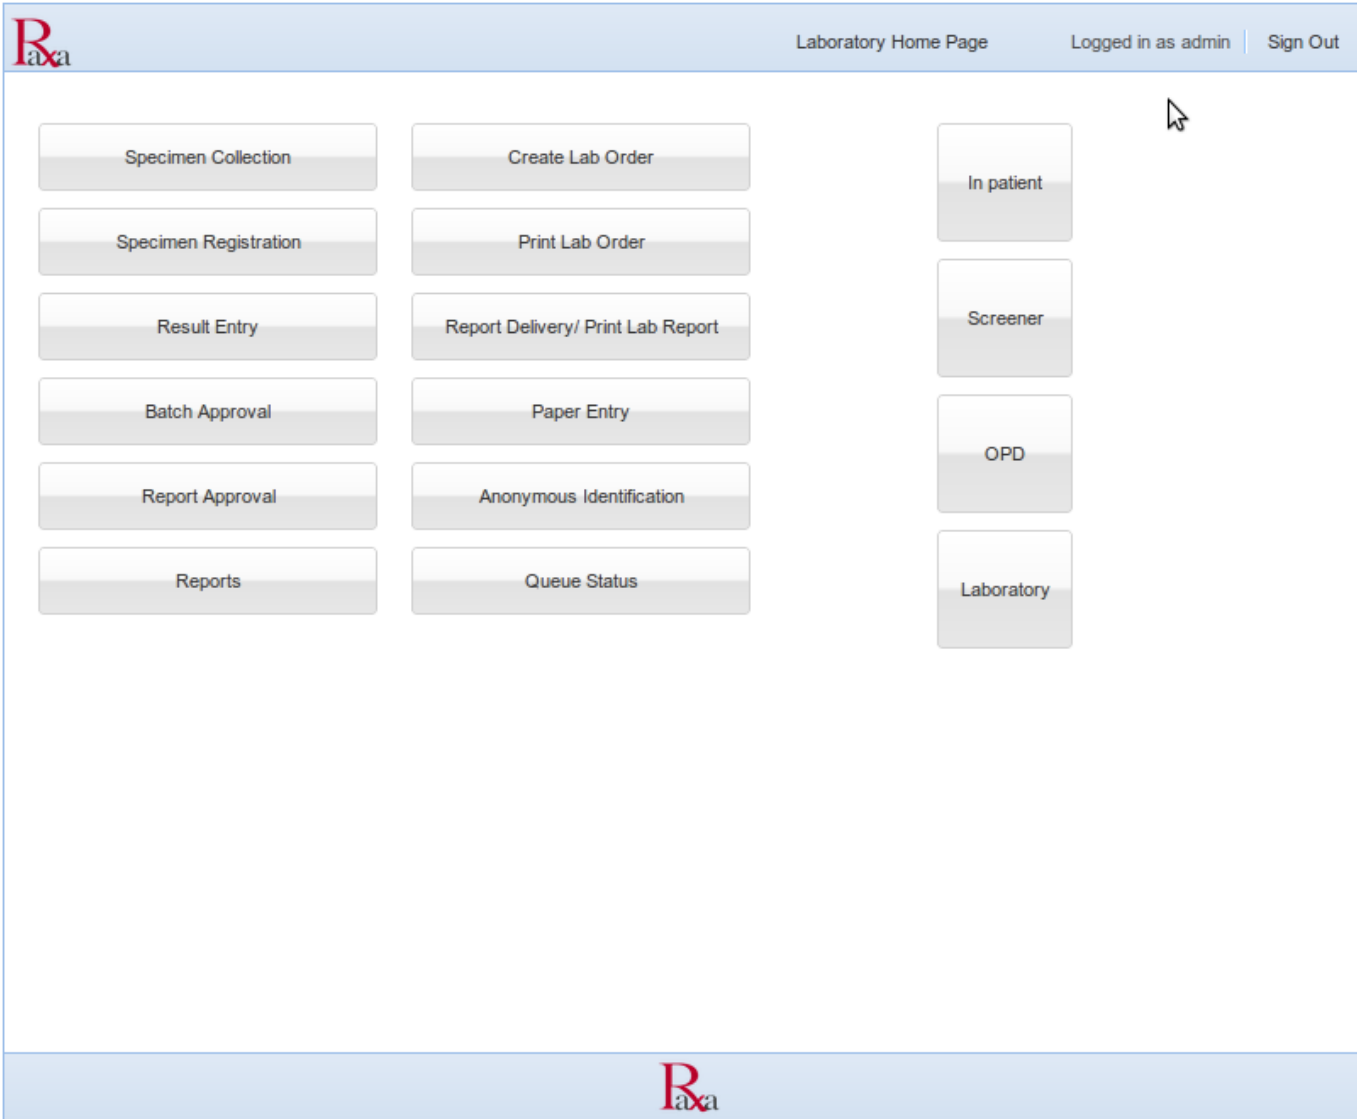 Raxa
Laboratory Home Page
Logged in as admin
Sign Out
Specimen Collection
Create Lab Order
In patient
Specimen Registration
Print Lab Order
Result Entry
Report Delivery/ Print Lab Report
Screener
Batch Approval
Paper Entry
OPD
Report Approval
Anonymous Identification
Reports
Queue Status
Laboratory
Raxa